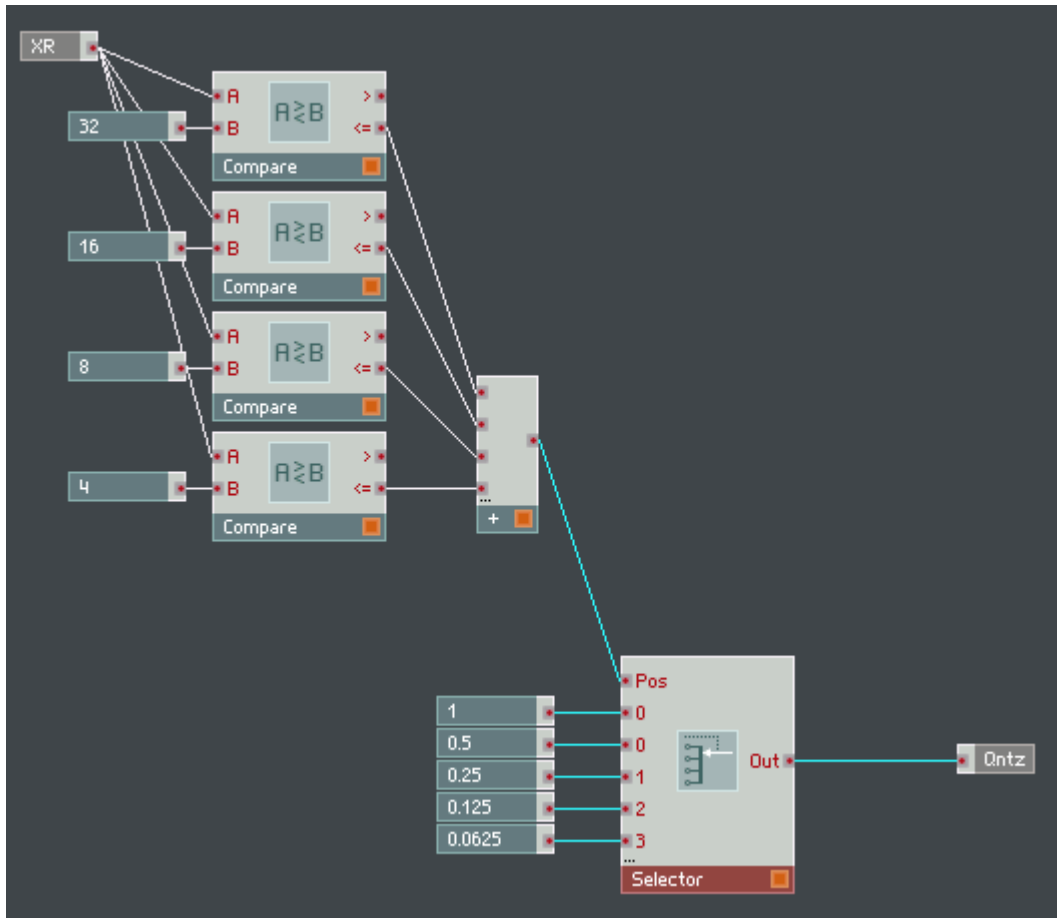 XR
A >
A≷B
32 B <=
Compare
A >
A≷B
16 B <=
Compare
A >
A≷B
8 B <=
Compare
A >
A≷B
4 B <=
...
+
Compare
Pos
1 0
0.5 0
Out Qntz
0.25 1
0.125 2
0.0625 3
...
Selector